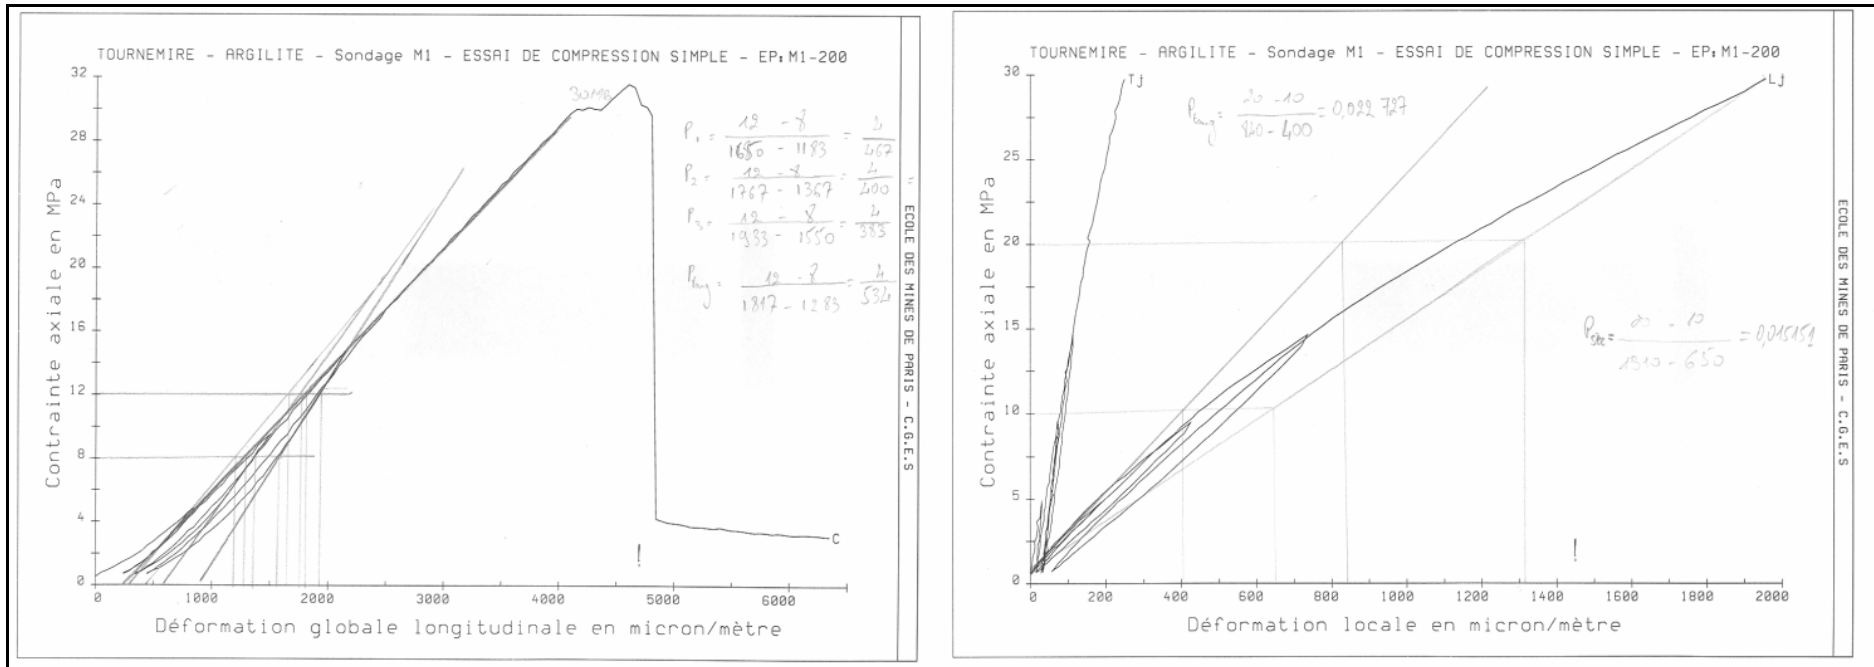 TOURNEMIRE - ARGILITE - Sondage M1 - ESSAI DE COMPRESSION SIMPLE - EP: M1-200
32
28
24
20
16
12
8
4
0
Contrainte axiale en MPa
30 MPa
P1 = 12 - 8 / 1650 - 1183 = 4 / 467
P2 = 12 - 8 / 1767 - 1367 = 4 / 400 =
P3 = 12 - 8 / 1933 - 1550 = 4 / 383
Ptang = 12 - 8 / 1817 - 1283 = 4 / 534
C
!
0 1000 2000 3000 4000 5000 6000
Déformation globale longitudinale en micron/mètre
ECOLE DES MINES DE PARIS - C.G.E.S
TOURNEMIRE - ARGILITE - Sondage M1 - ESSAI DE COMPRESSION SIMPLE - EP: M1-200
30
25
20
15
10
5
0
Contrainte axiale en MPa
Tj
Lj
Ptang = 20 - 10 / 840 - 400 = 0,022 727
= 20 - 10 / 1310 - 650 = 0,015151
!
0 200 400 600 800 1000 1200 1400 1600 1800 2000
Déformation locale en micron/mètre
ECOLE DES MINES DE PARIS - C.G.E.S